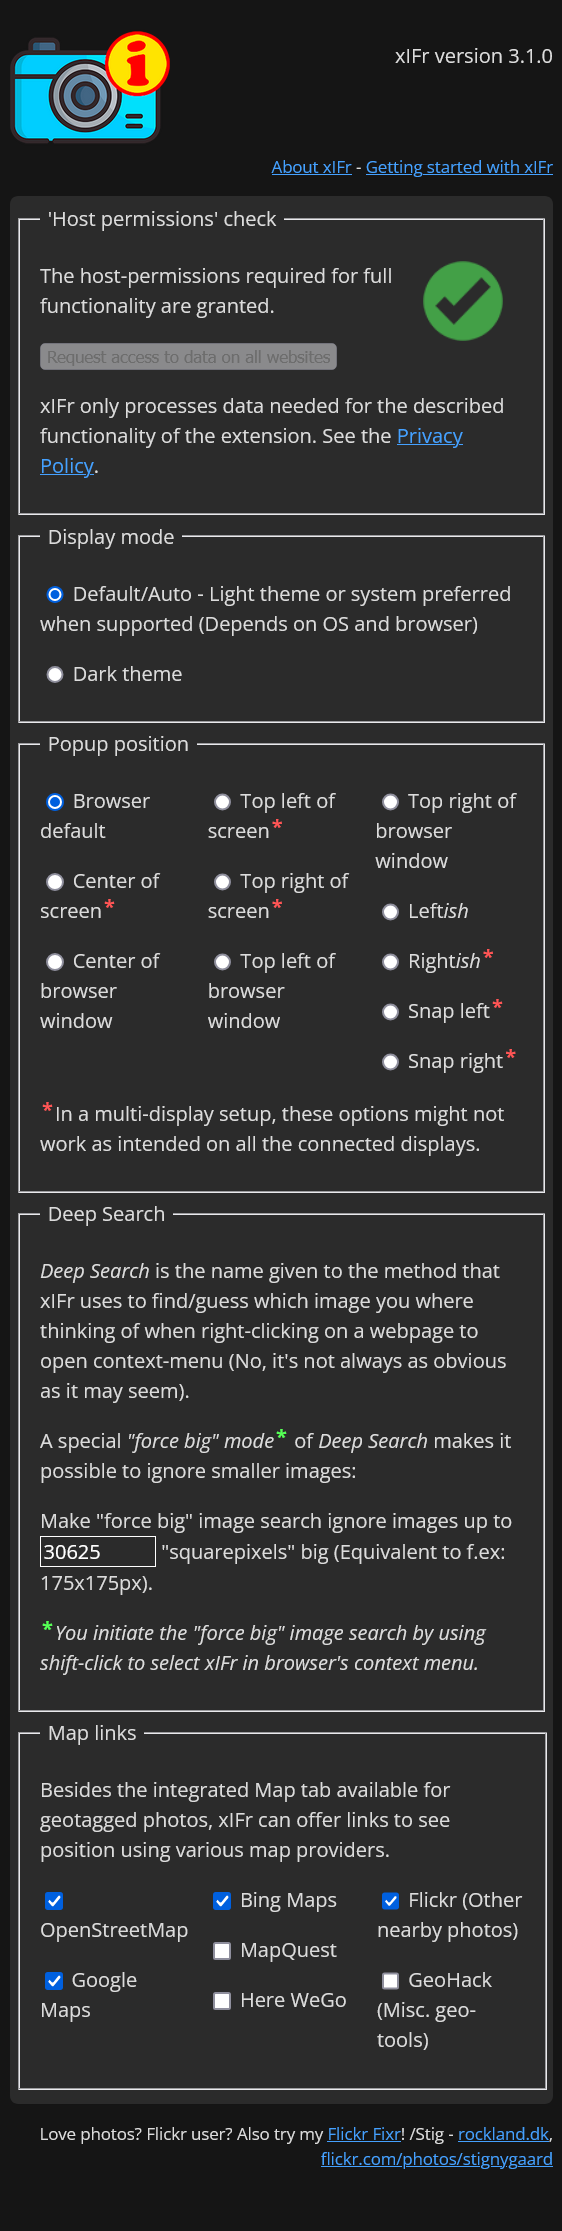 i
xIFr version 3.1.0
About xIFr - Getting started with xIFr
'Host permissions' check
The host-permissions required for full
functionality are granted.
Request access to data on all websites
xIFr only processes data needed for the described
functionality of the extension. See the Privacy
Policy.
Display mode
Default/Auto - Light theme or system preferred
when supported (Depends on OS and browser)
Dark theme
Popup position
Browser
default
Center of
screen*
Center of
browser
window
Top left of
screen*
Top right of
screen*
Top left of
browser
window
Top right of
browser
window
Leftish
Rightish*
Snap left*
Snap right*
*In a multi-display setup, these options might not
work as intended on all the connected displays.
Deep Search
Deep Search is the name given to the method that
xIFr uses to find/guess which image you where
thinking of when right-clicking on a webpage to
open context-menu (No, it's not always as obvious
as it may seem).
A special "force big" mode* of Deep Search makes it
possible to ignore smaller images:
Make "force big" image search ignore images up to
30625 "squarepixels" big (Equivalent to f.ex:
175x175px).
*You initiate the "force big" image search by using
shift-click to select xIFr in browser's context menu.
Map links
Besides the integrated Map tab available for
geotagged photos, xIFr can offer links to see
position using various map providers.
OpenStreetMap
Google
Maps
Bing Maps
MapQuest
Here WeGo
Flickr (Other
nearby photos)
GeoHack
(Misc. geo-
tools)
Love photos? Flickr user? Also try my Flickr Fixr! /Stig - rockland.dk,
flickr.com/photos/stignygaard